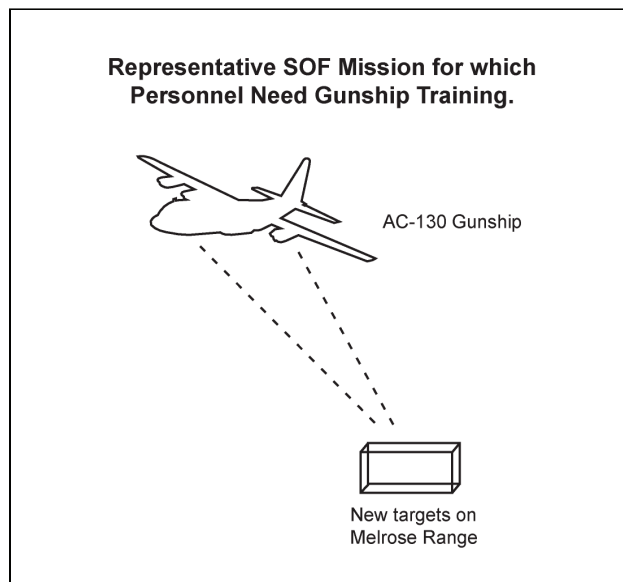 Representative SOF Mission for which
Personnel Need Gunship Training.
AC-130 Gunship
New targets on
Melrose Range